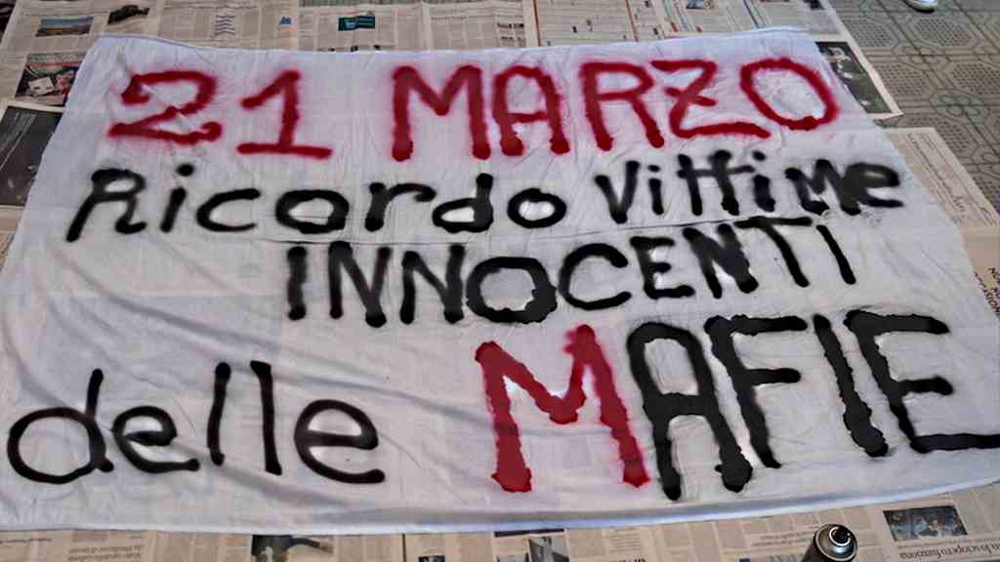 21 MARZO
Ricordo Vittime
INNOCENTI
delle MAFIE